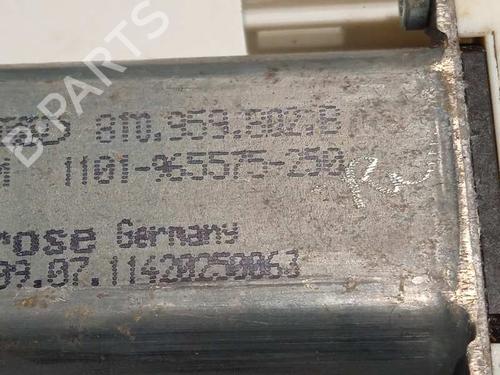 8T0.959.802.B
1101-965575-250
rose Germany
09.07.11420250063
B PARTS